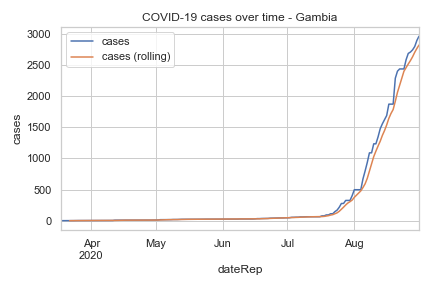 COVID-19 cases over time - Gambia
cases
cases (rolling)
3000
2500
2000
1500
1000
500
0
cases
Apr
2020
May
Jun
Jul
Aug
dateRep